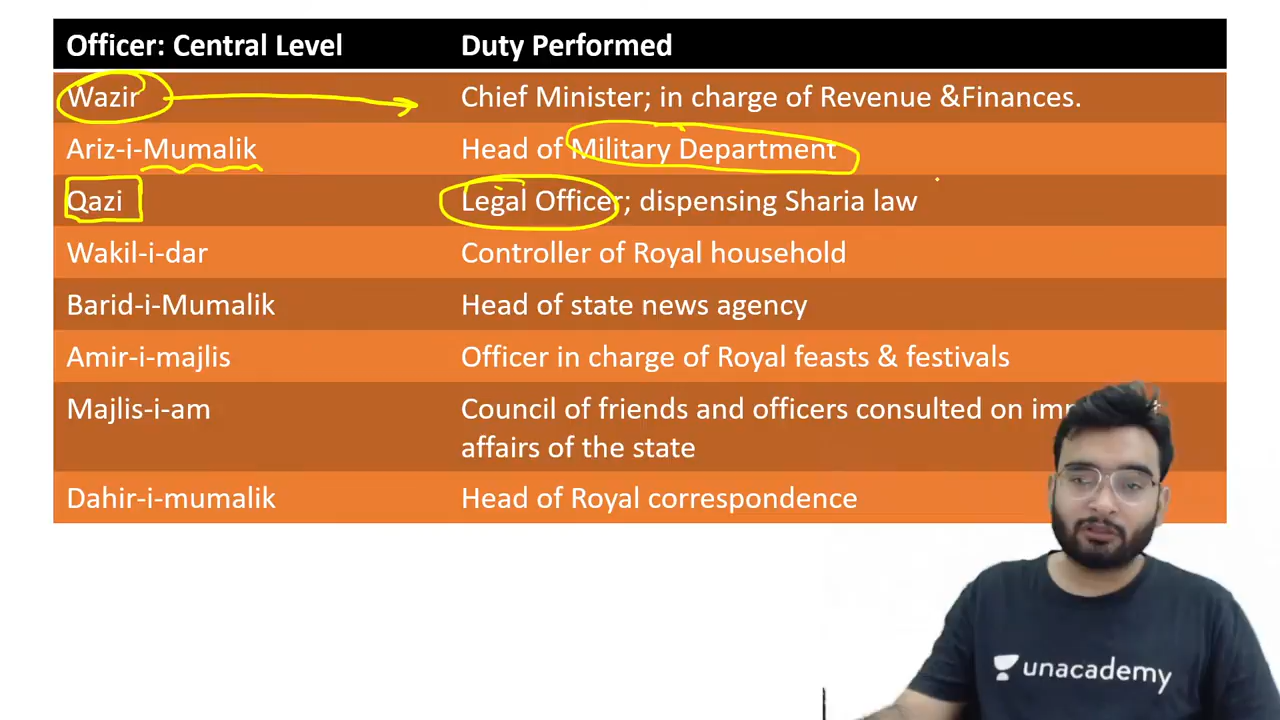 Officer: Central Level Duty Performed
Wazir Chief Minister; in charge of Revenue &Finances.
Ariz-i-Mumalik Head of Military Department
Qazi Legal Officer; dispensing Sharia law
Wakil-i-dar Controller of Royal household
Barid-i-Mumalik Head of state news agency
Amir-i-majlis Officer in charge of Royal feasts & festivals
Majlis-i-am Council of friends and officers consulted on
affairs of the state
Dahir-i-mumalik Head of Royal correspondence
unacademy